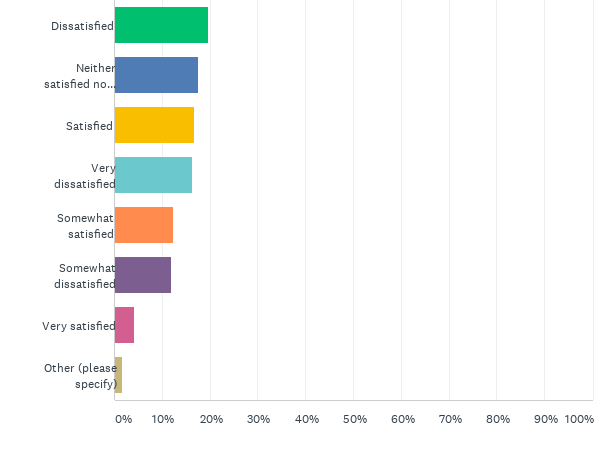 Dissatisfied
Neither
satisfied no...
Satisfied
Very
dissatisfied
Somewhat
satisfied
Somewhat
dissatisfied
Very satisfied
Other (please
specify)
0% 10% 20% 30% 40% 50% 60% 70% 80% 90% 100%